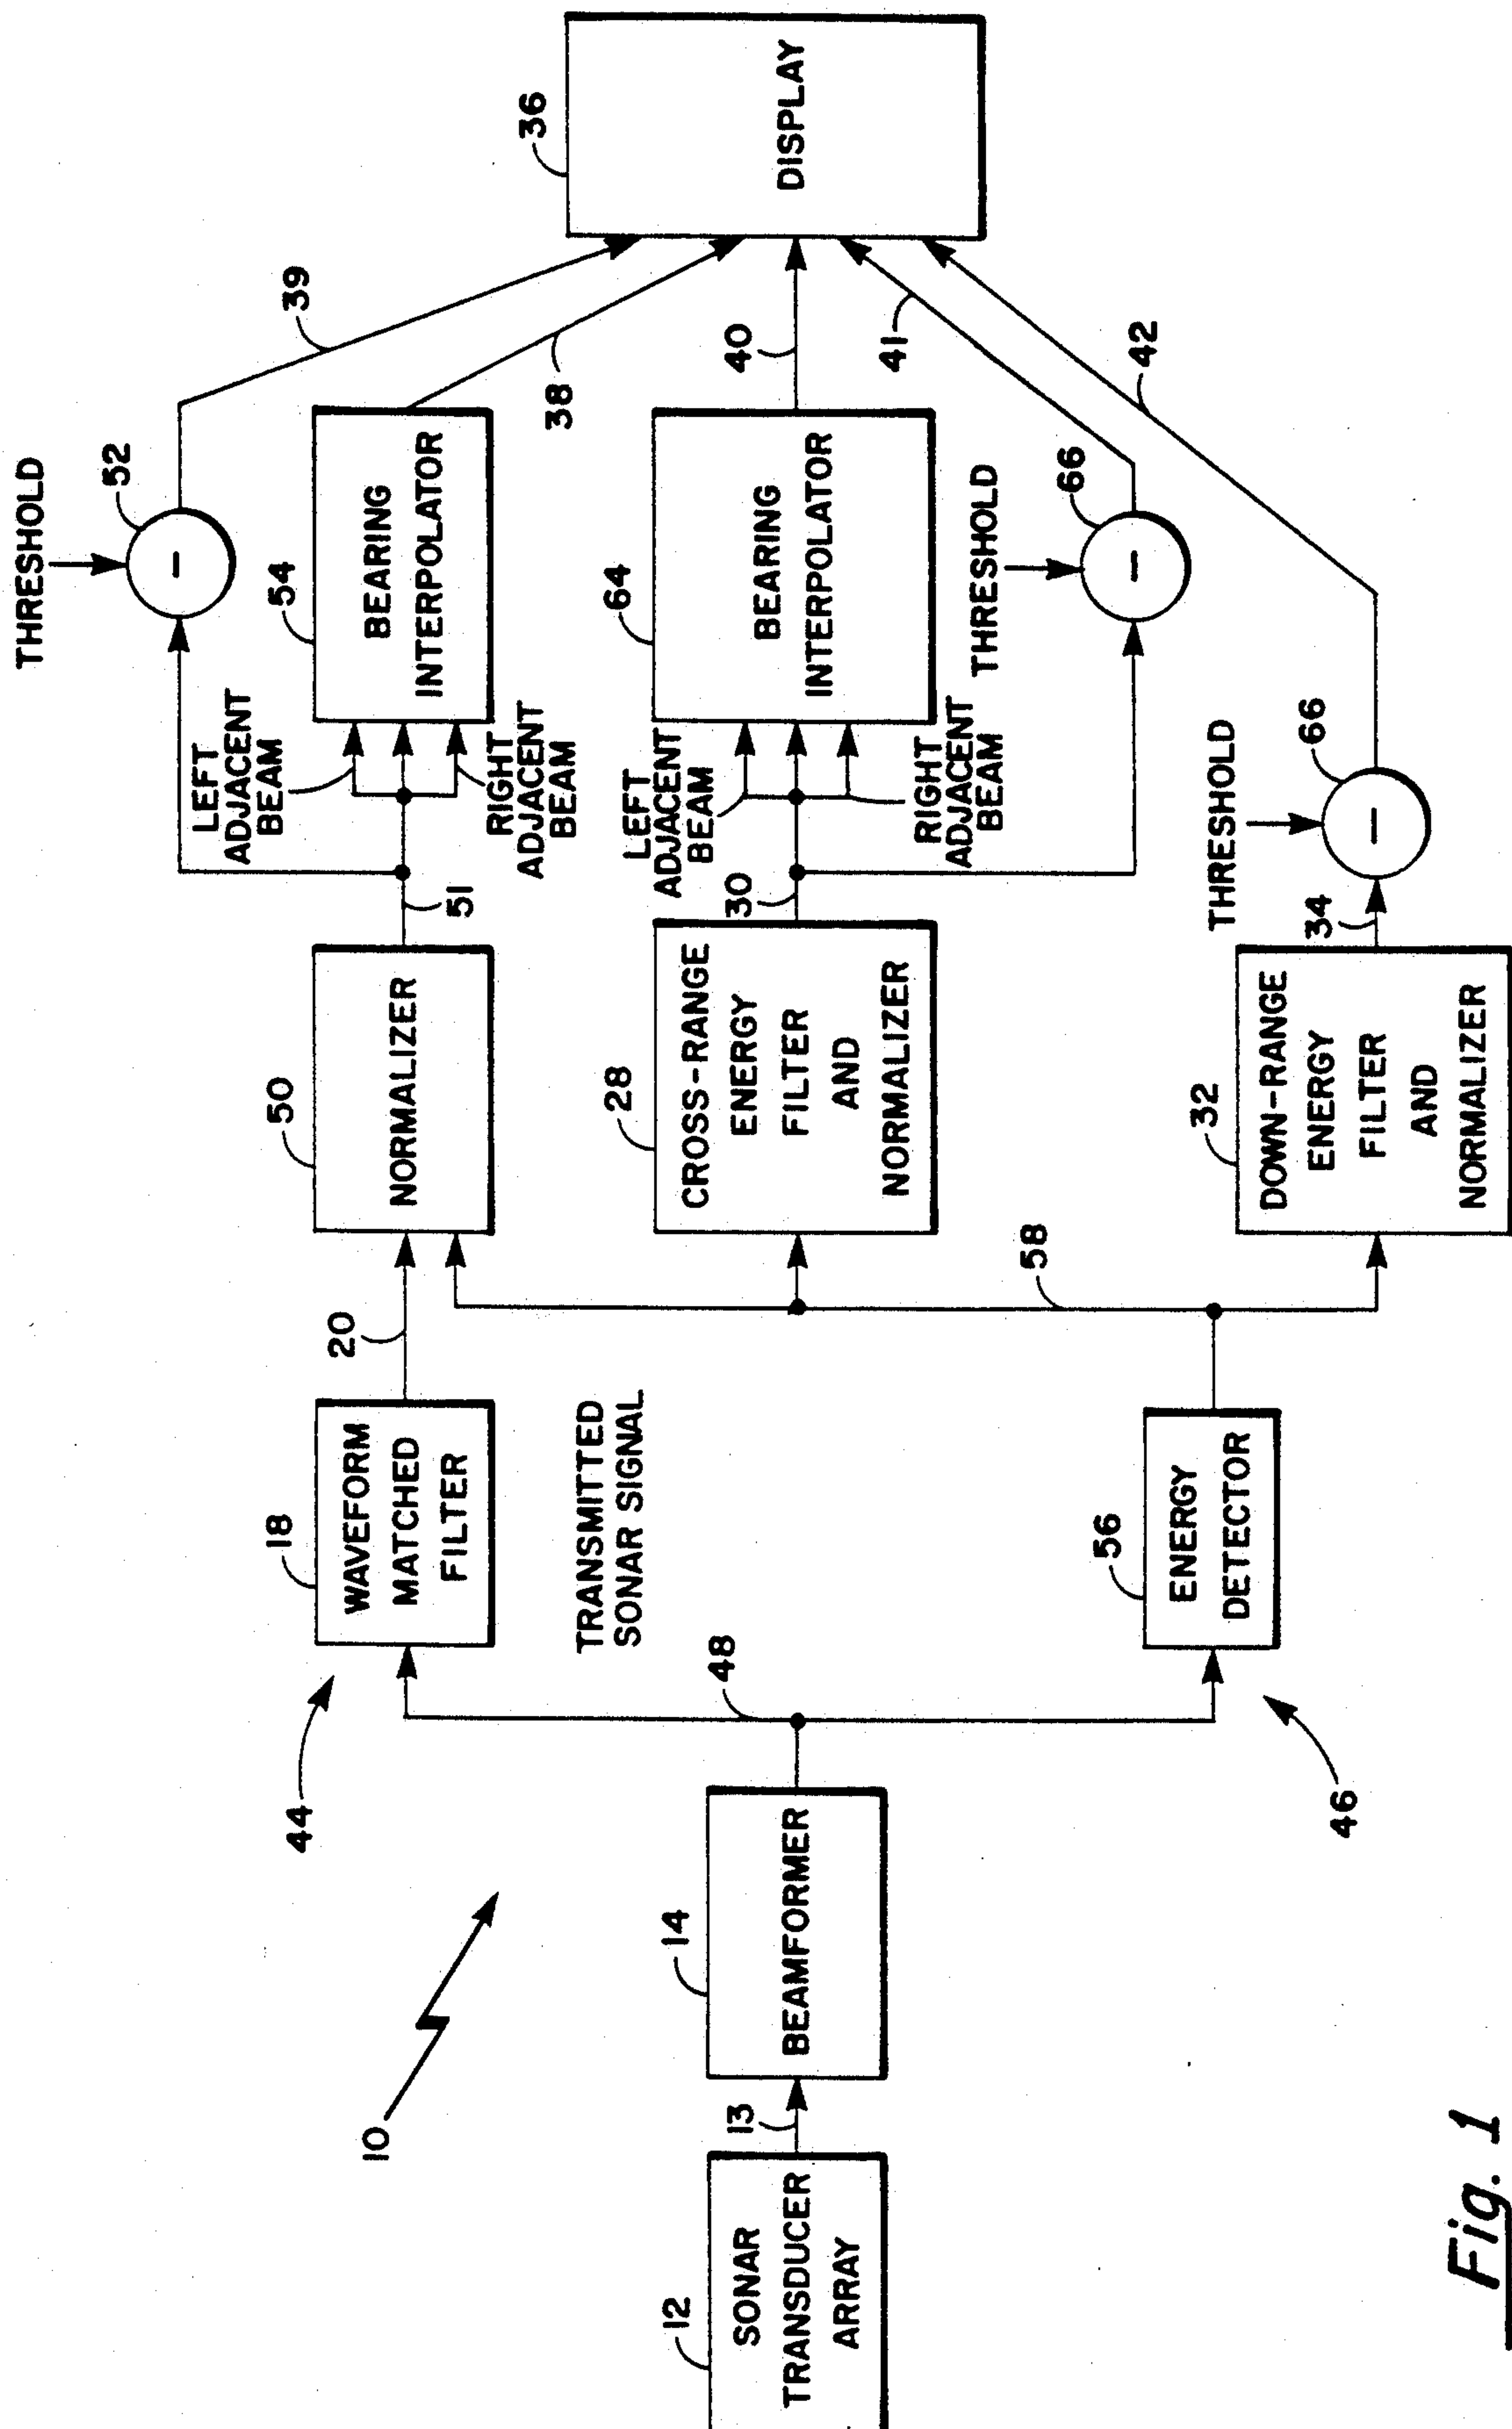 10
12
SONAR
TRANSDUCER
ARRAY
13
14
BEAMFORMER
48
44
46
18
WAVEFORM
MATCHED
FILTER
TRANSMITTED
SONAR SIGNAL
56
ENERGY
DETECTOR
20
58
50
NORMALIZER
28
CROSS-RANGE
ENERGY
FILTER
AND
NORMALIZER
32
DOWN-RANGE
ENERGY
FILTER
AND
NORMALIZER
51
30
34
LEFT
ADJACENT
BEAM
RIGHT
ADJACENT
BEAM
LEFT
ADJACENT
BEAM
RIGHT
ADJACENT
BEAM
THRESHOLD
52
−
54
BEARING
INTERPOLATOR
64
BEARING
INTERPOLATOR
THRESHOLD
66
−
THRESHOLD
66
−
39
38
40
41
42
36
DISPLAY
Fig. 1